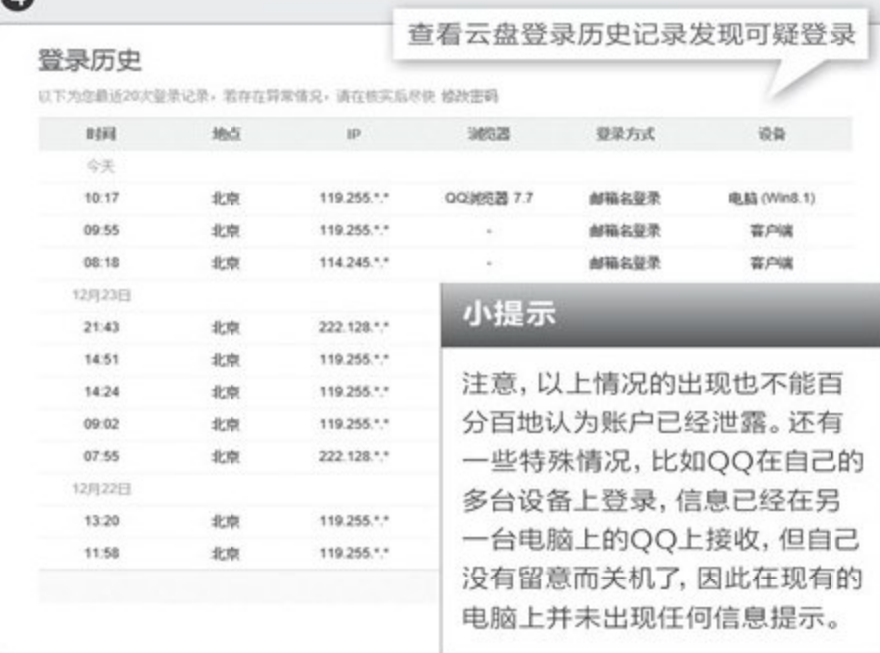 4
查看云盘登录历史记录发现可疑登录
登录历史
以下为您最近20次登录记录，若存在异常情况，请在核实后尽快 修改密码
时间 地点 IP 浏览器 登录方式 设备
今天
10:17 北京 119.255.*.* QQ浏览器 7.7 邮箱名登录 电脑 (Win8.1)
09:55 北京 119.255.*.* - 邮箱名登录 客户端
08:18 北京 114.245.*.* - 邮箱名登录 客户端
12月23日
21:43 北京 222.128.*.*
14:51 北京 119.255.*.*
14:24 北京 119.255.*.*
09:02 北京 119.255.*.*
07:55 北京 222.128.*.*
12月22日
13:20 北京 119.255.*.*
11:58 北京 119.255.*.*
小提示
注意，以上情况的出现也不能百
分百地认为账户已经泄露。还有
一些特殊情况，比如QQ在自己的
多台设备上登录，信息已经在另
一台电脑上的QQ上接收，但自己
没有留意而关机了，因此在现有的
电脑上并未出现任何信息提示。